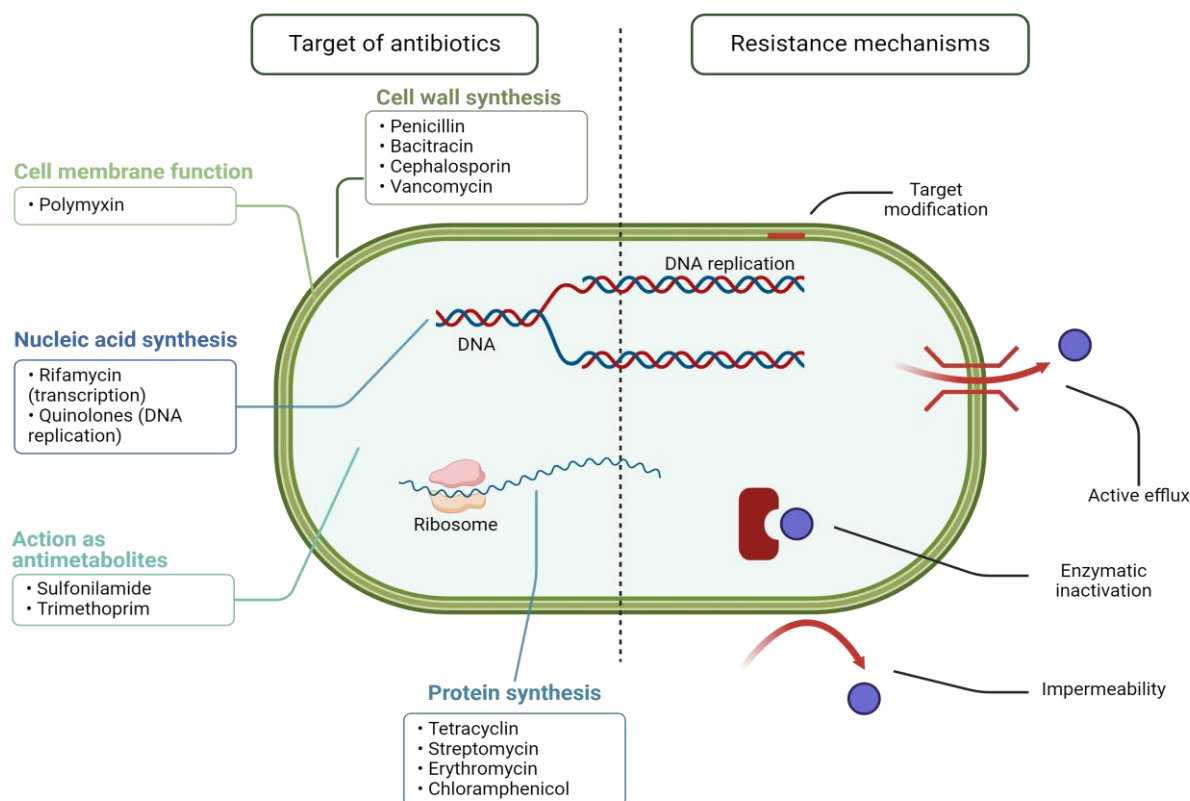 Target of antibiotics
Resistance mechanisms
Cell wall synthesis
• Penicillin
• Bacitracin
• Cephalosporin
• Vancomycin
Cell membrane function
• Polymyxin
Target
modification
DNA replication
DNA
Nucleic acid synthesis
• Rifamycin
(transcription)
• Quinolones (DNA
replication)
Active efflux
Ribosome
Action as
antimetabolites
• Sulfonilamide
• Trimethoprim
Enzymatic
inactivation
Impermeability
Protein synthesis
• Tetracyclin
• Streptomycin
• Erythromycin
• Chloramphenicol